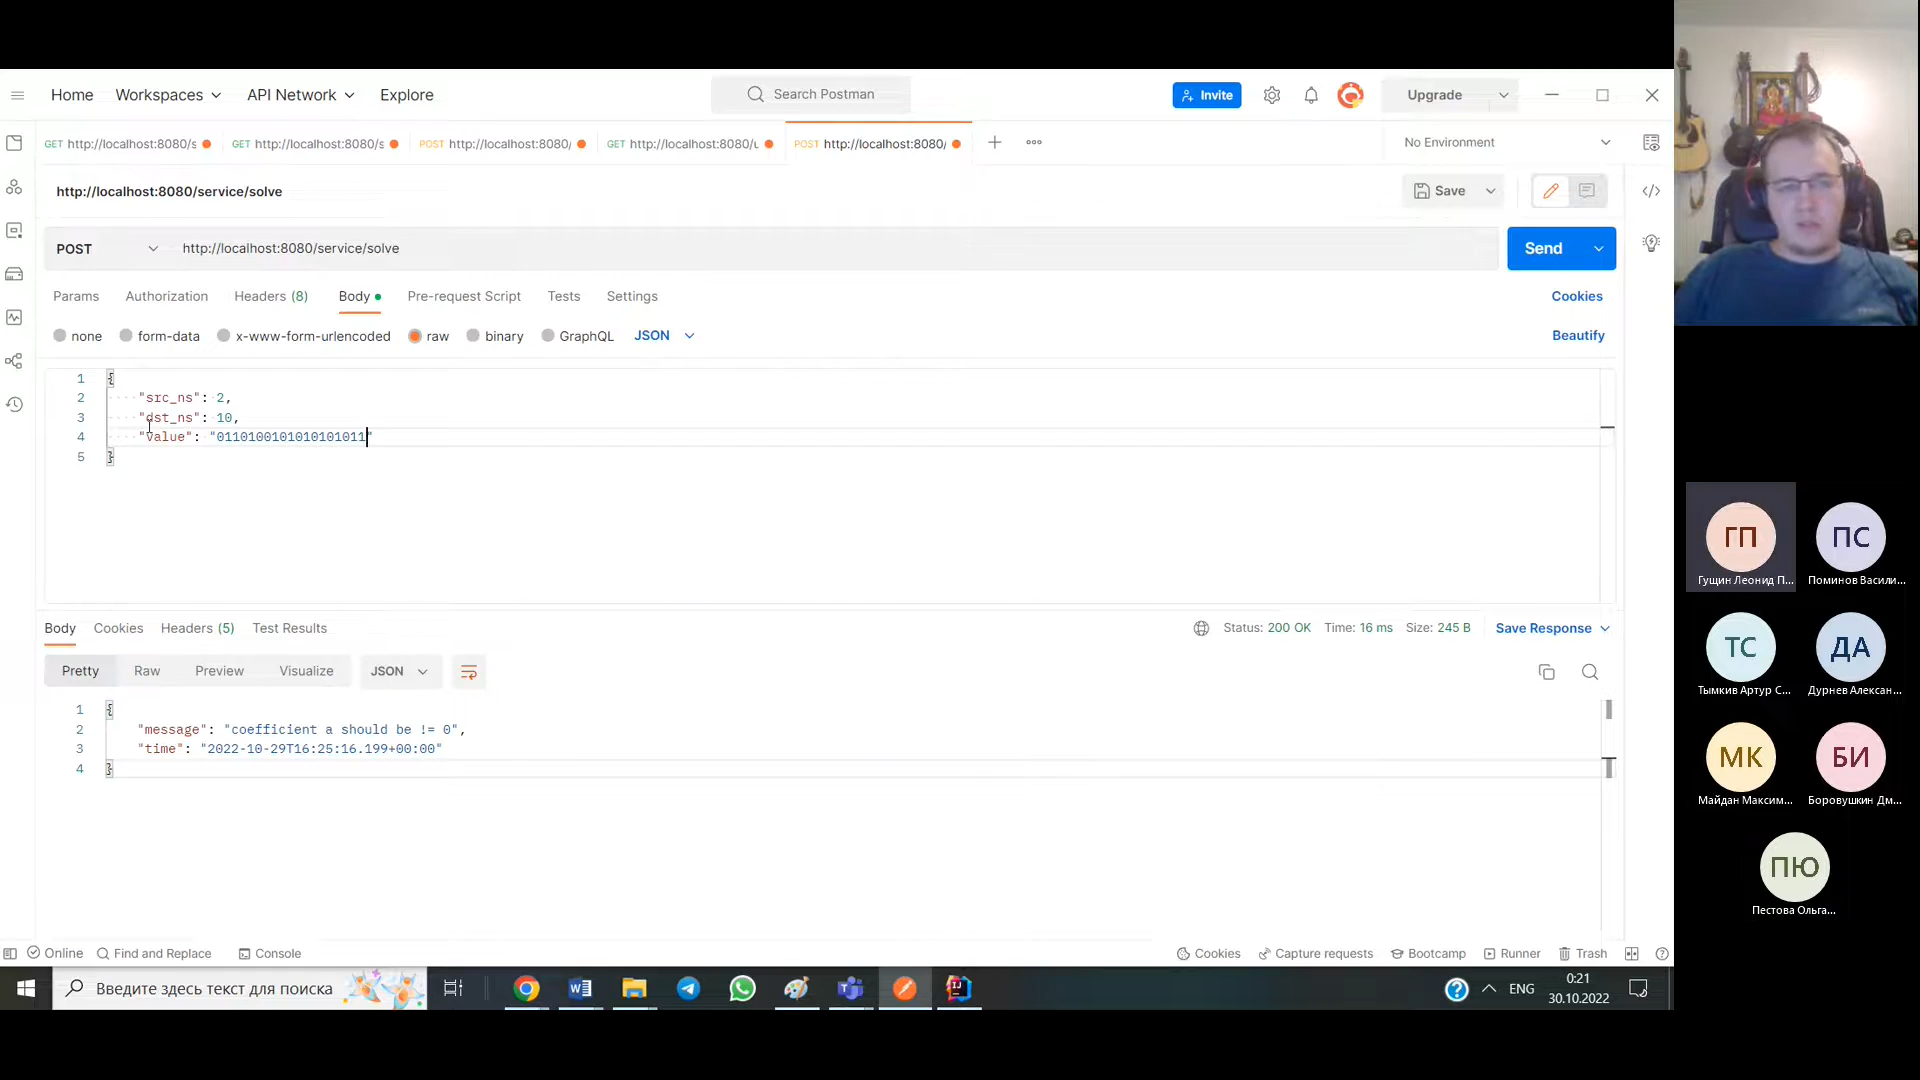 Home
Workspaces
API Network
Explore
Search Postman
Invite
Upgrade
GET http://localhost:8080/s
GET http://localhost:8080/s
POST http://localhost:8080/
GET http://localhost:8080/u
POST http://localhost:8080/
No Environment
http://localhost:8080/service/solve
Save
POST
http://localhost:8080/service/solve
Send
Params
Authorization
Headers (8)
Body
Pre-request Script
Tests
Settings
Cookies
none
form-data
x-www-form-urlencoded
raw
binary
GraphQL
JSON
Beautify
1 {
2 "src_ns": 2,
3 "dst_ns": 10,
4 "value": "0110100101010101011"
5 }
Body
Cookies
Headers (5)
Test Results
Status: 200 OK
Time: 16 ms
Size: 245 B
Save Response
Pretty
Raw
Preview
Visualize
JSON
1 {
2 "message": "coefficient a should be != 0",
3 "time": "2022-10-29T16:25:16.199+00:00"
4 }
Online
Find and Replace
Console
Cookies
Capture requests
Bootcamp
Runner
Trash
Введите здесь текст для поиска
ENG
0:21
30.10.2022
ГП
Гущин Леонид П...
ПС
Поминов Васили...
ТС
Тымкив Артур С...
ДА
Дурнев Алексан...
МК
Майдан Максим...
БИ
Боровушкин Дм...
ПЮ
Пестова Ольга...